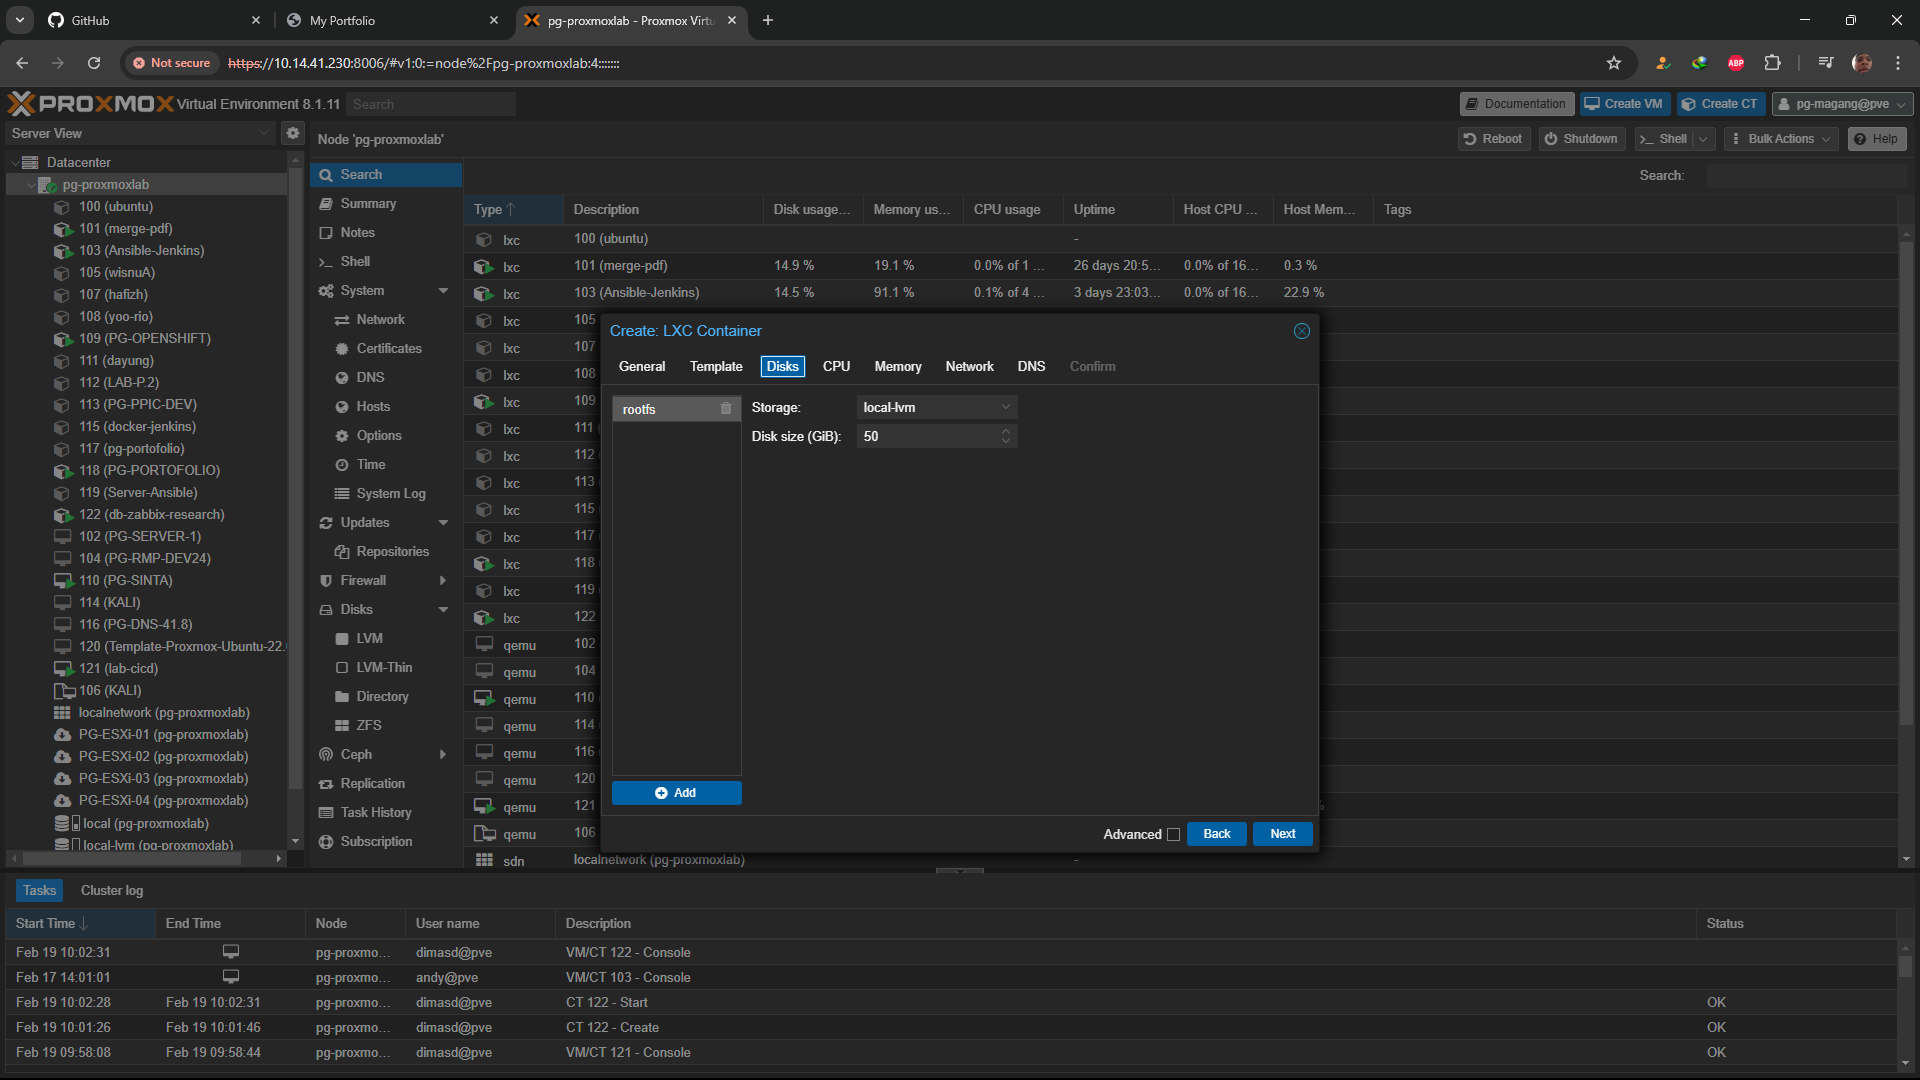 GitHub
My Portfolio
pg-proxmoxlab - Proxmox Virtu
Not secure
https://10.14.41.230:8006/#v1:0:=node%2Fpg-proxmoxlab:4:::::::
ABP
PROXMOX Virtual Environment 8.1.11
Search
Documentation
Create VM
Create CT
pg-magang@pve
Server View
Node 'pg-proxmoxlab'
Reboot
Shutdown
Shell
Bulk Actions
Help
Datacenter
pg-proxmoxlab
100 (ubuntu)
101 (merge-pdf)
103 (Ansible-Jenkins)
105 (wisnuA)
107 (hafizh)
108 (yoo-rio)
109 (PG-OPENSHIFT)
111 (dayung)
112 (LAB-P.2)
113 (PG-PPIC-DEV)
115 (docker-jenkins)
117 (pg-portofolio)
118 (PG-PORTOFOLIO)
119 (Server-Ansible)
122 (db-zabbix-research)
102 (PG-SERVER-1)
104 (PG-RMP-DEV24)
110 (PG-SINTA)
114 (KALI)
116 (PG-DNS-41.8)
120 (Template-Proxmox-Ubuntu-22.
121 (lab-cicd)
106 (KALI)
localnetwork (pg-proxmoxlab)
PG-ESXi-01 (pg-proxmoxlab)
PG-ESXi-02 (pg-proxmoxlab)
PG-ESXi-03 (pg-proxmoxlab)
PG-ESXi-04 (pg-proxmoxlab)
local (pg-proxmoxlab)
local-lvm (pg-proxmoxlab)
Search
Summary
Notes
Shell
System
Network
Certificates
DNS
Hosts
Options
Time
System Log
Updates
Repositories
Firewall
Disks
LVM
LVM-Thin
Directory
ZFS
Ceph
Replication
Task History
Subscription
Search:
Type Description Disk usage... Memory us... CPU usage Uptime Host CPU ... Host Mem... Tags
lxc 100 (ubuntu) -
lxc 101 (merge-pdf) 14.9 % 19.1 % 0.0% of 1 ... 26 days 20:5... 0.0% of 16... 0.3 %
lxc 103 (Ansible-Jenkins) 14.5 % 91.1 % 0.1% of 4 ... 3 days 23:03... 0.0% of 16... 22.9 %
lxc 105
lxc 107
lxc 108
lxc 109
lxc 111
lxc 112
lxc 113
lxc 115
lxc 117
lxc 118
lxc 119
lxc 122
qemu 102
qemu 104
qemu 110
qemu 114
qemu 116
qemu 120
qemu 121 %
qemu 106
sdn localnetwork (pg-proxmoxlab) -
Create: LXC Container
General Template Disks CPU Memory Network DNS Confirm
rootfs
Storage: local-lvm
Disk size (GiB): 50
Add
Advanced
Back
Next
Tasks
Cluster log
Start Time End Time Node User name Description Status
Feb 19 10:02:31 pg-proxmo... dimasd@pve VM/CT 122 - Console
Feb 17 14:01:01 pg-proxmo... andy@pve VM/CT 103 - Console
Feb 19 10:02:28 Feb 19 10:02:31 pg-proxmo... dimasd@pve CT 122 - Start OK
Feb 19 10:01:26 Feb 19 10:01:46 pg-proxmo... dimasd@pve CT 122 - Create OK
Feb 19 09:58:08 Feb 19 09:58:44 pg-proxmo... dimasd@pve VM/CT 121 - Console OK